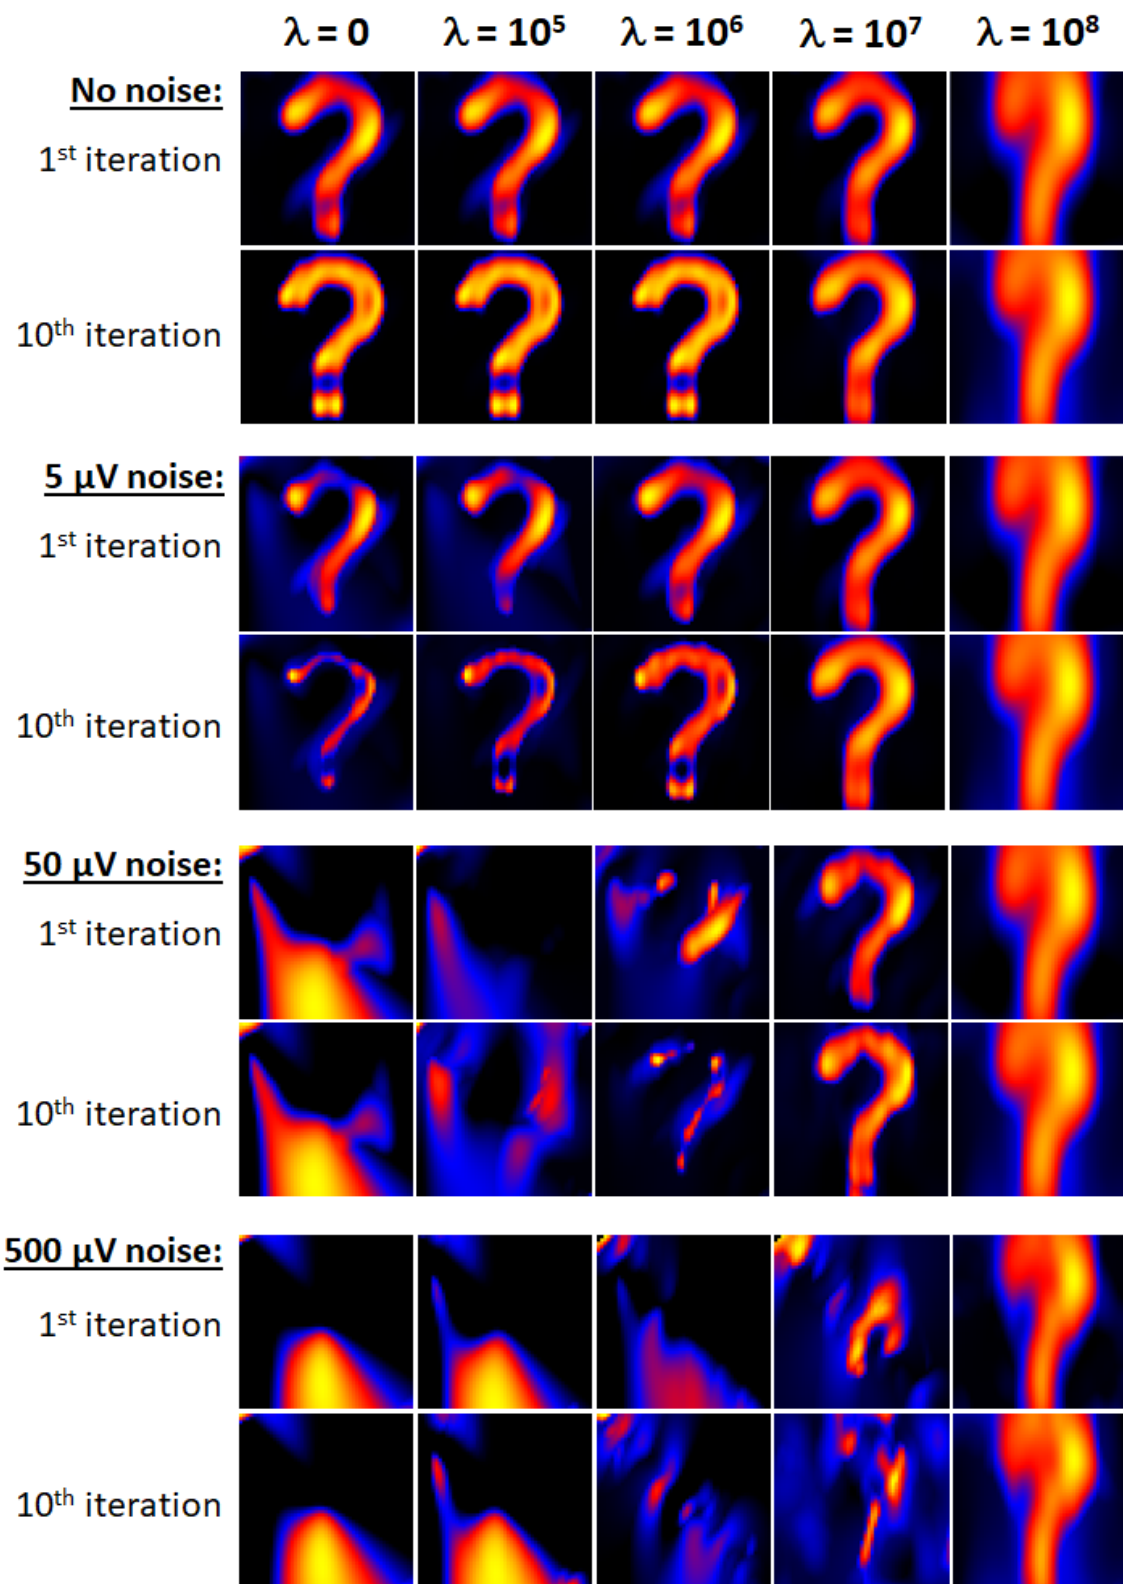 λ = 0 λ = 10⁵ λ = 10⁶ λ = 10⁷ λ = 10⁸
No noise:
1st iteration
10th iteration
5 µV noise:
1st iteration
10th iteration
50 µV noise:
1st iteration
10th iteration
500 µV noise:
1st iteration
10th iteration